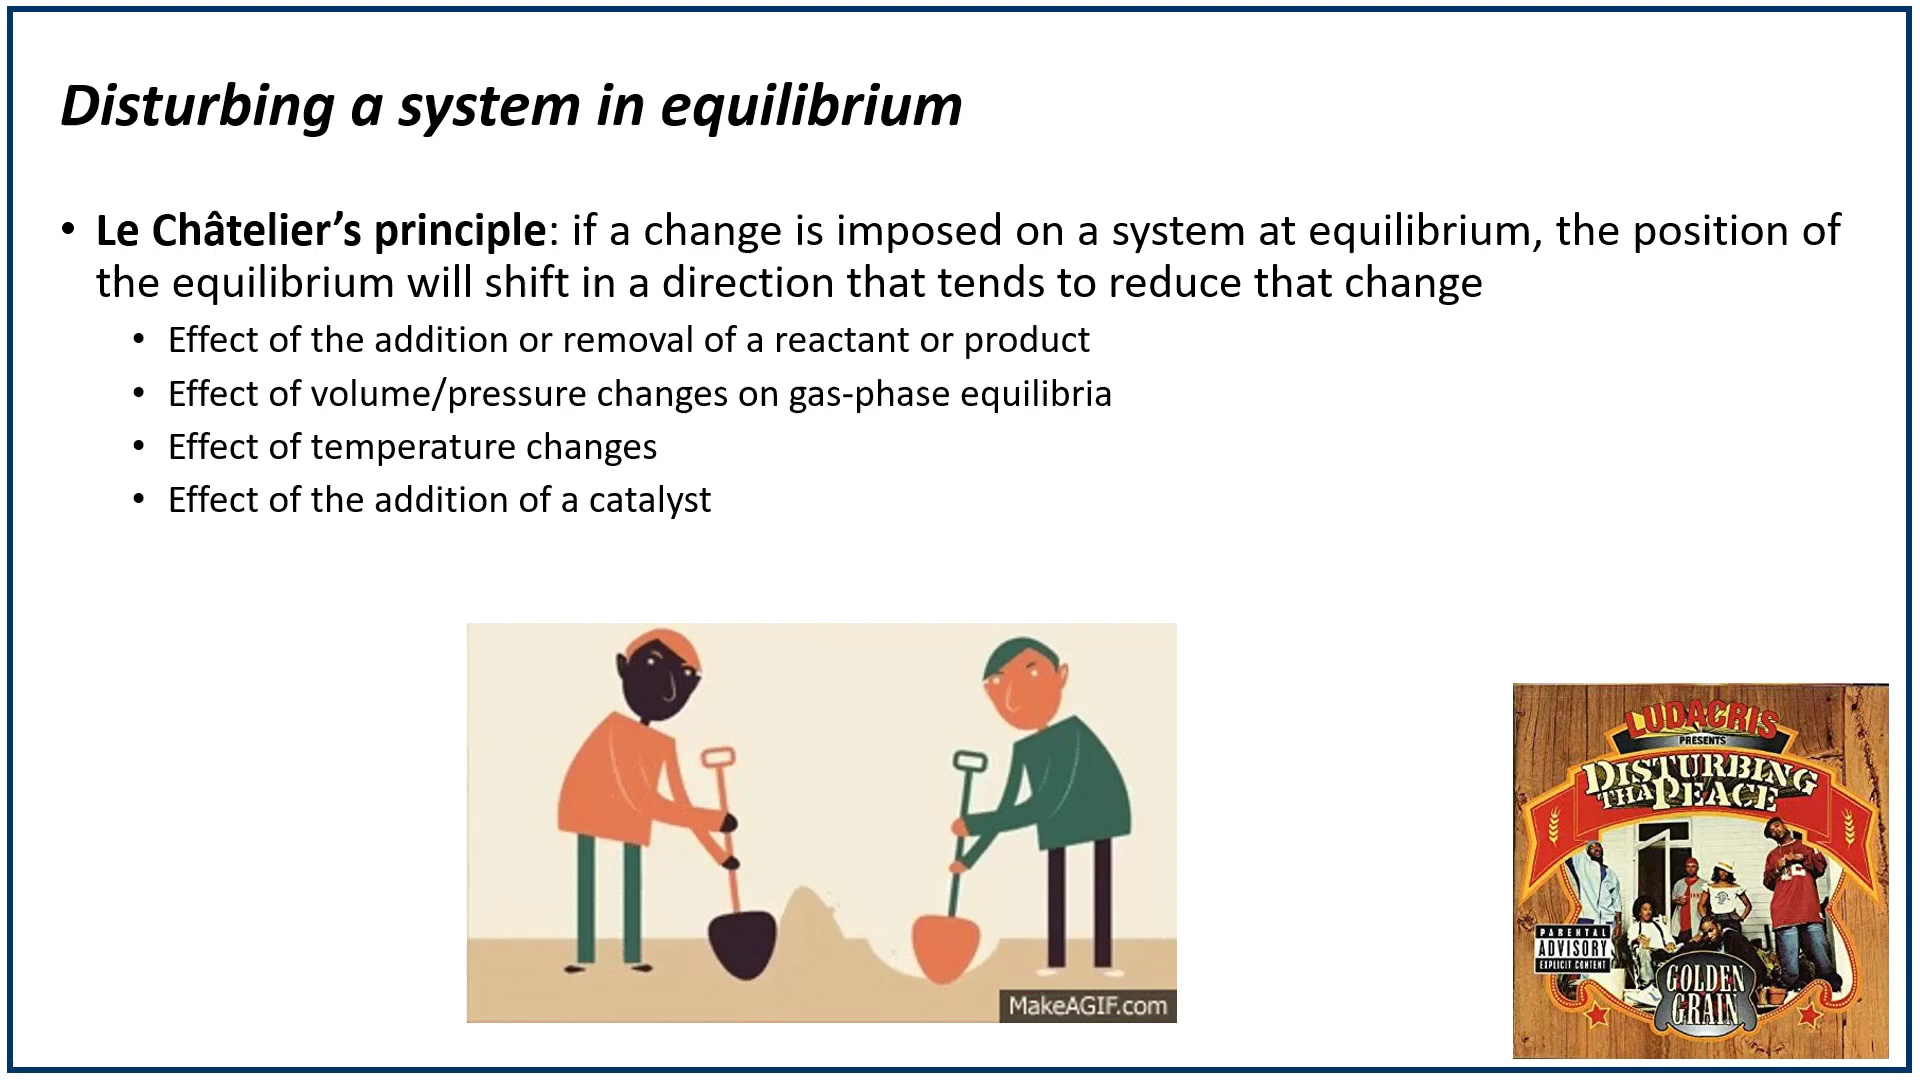 Disturbing a system in equilibrium
• Le Châtelier’s principle: if a change is imposed on a system at equilibrium, the position of
the equilibrium will shift in a direction that tends to reduce that change
• Effect of the addition or removal of a reactant or product
• Effect of volume/pressure changes on gas-phase equilibria
• Effect of temperature changes
• Effect of the addition of a catalyst
MakeAGIF.com
LUDACRIS
PRESENTS
DISTURBING
THA PEACE
PARENTAL
ADVISORY
EXPLICIT CONTENT
GOLDEN
GRAIN